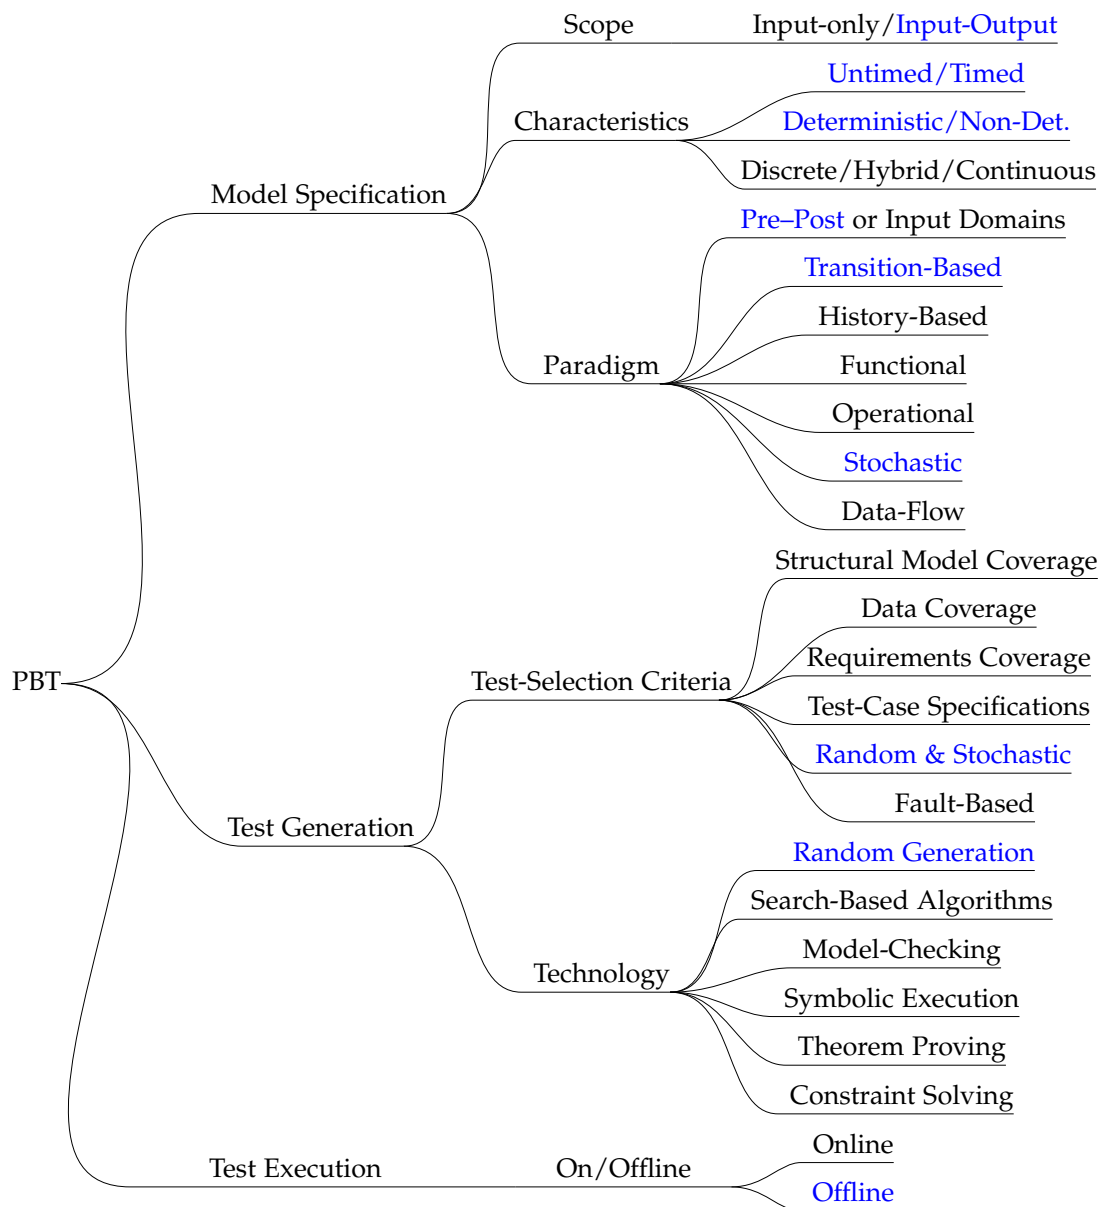 Scope
Input-only/Input-Output
Untimed/Timed
Characteristics
Deterministic/Non-Det.
Discrete/Hybrid/Continuous
Model Specification
Pre–Post or Input Domains
Transition-Based
History-Based
Paradigm
Functional
Operational
Stochastic
Data-Flow
Structural Model Coverage
Data Coverage
Requirements Coverage
PBT
Test-Selection Criteria
Test-Case Specifications
Random & Stochastic
Fault-Based
Test Generation
Random Generation
Search-Based Algorithms
Model-Checking
Technology
Symbolic Execution
Theorem Proving
Constraint Solving
Online
Test Execution
On/Offline
Offline